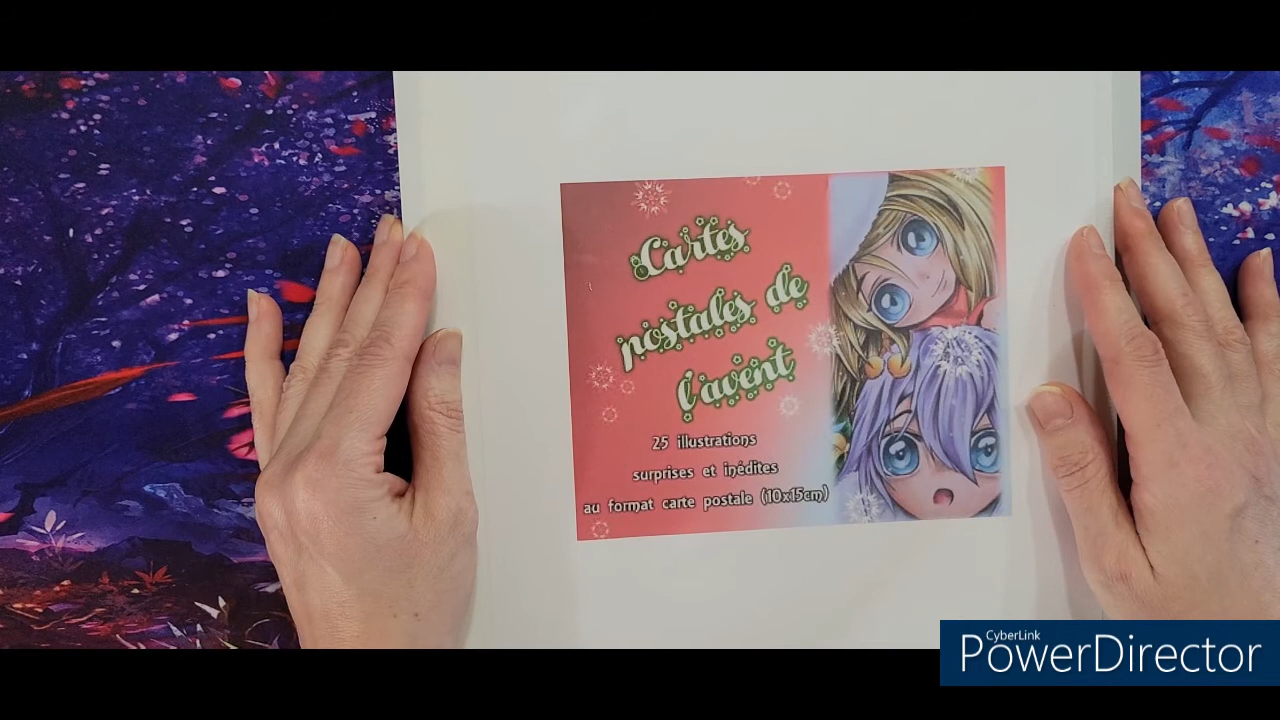 Cartes
postales de
l'avent
25 illustrations
surprises et inédites
au format carte postale (10x15cm)
CyberLink
PowerDirector